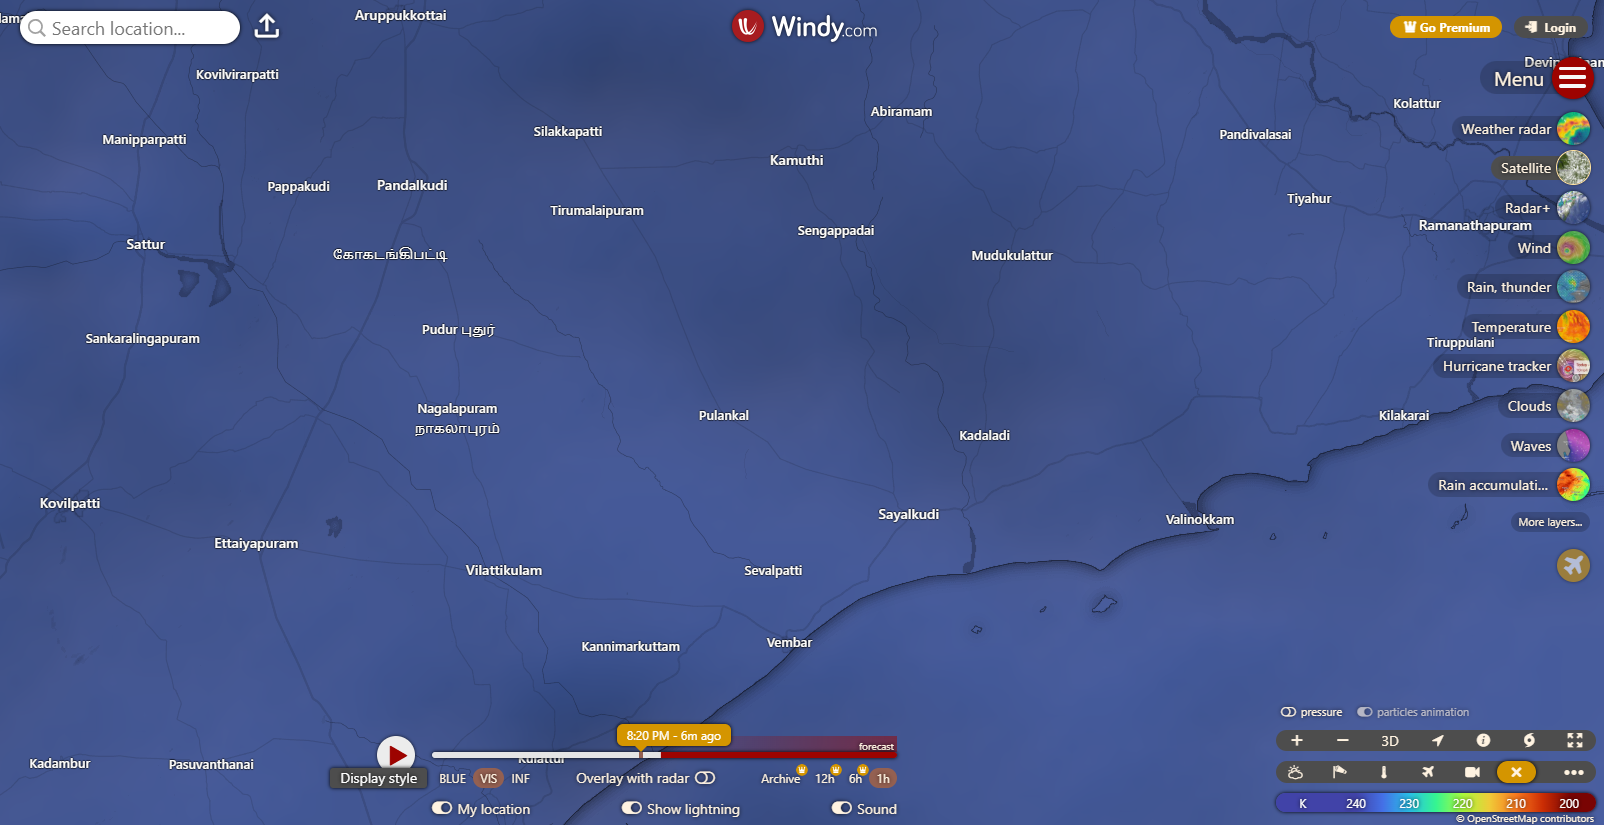 Aruppukkottai
Search location...
Windy.com
Go Premium
Login
Kovilvirarpatti
Menu
Kolattur
Abiramam
Weather radar
Silakkapatti
Pandivalasai
Manipparpatti
Kamuthi
Satellite
Pappakudi
Pandalkudi
Tiyahur
Radar+
Tirumalaipuram
Ramanathapuram
Sengappadai
Sattur
Wind
கோகடங்கிபட்டி
Mudukulattur
Rain, thunder
Pudur புதுர்
Temperature
Sankaralingapuram
Tiruppulani
Hurricane tracker
Nagalapuram
நாகலாபுரம்
Clouds
Pulankal
Kilakarai
Kadaladi
Waves
Rain accumulati...
Kovilpatti
Sayalkudi
Valinokkam
More layers...
Ettaiyapuram
Vilattikulam
Sevalpatti
Kannimarkuttam
Vembar
pressure
particles animation
8:20 PM - 6m ago
forecast
3D
Kadambur
Pasuvanthanai
Kulattur
Display style
BLUE VIS INF
Overlay with radar
Archive 12h 6h 1h
My location
Show lightning
Sound
K 240 230 220 210 200
© OpenStreetMap contributors